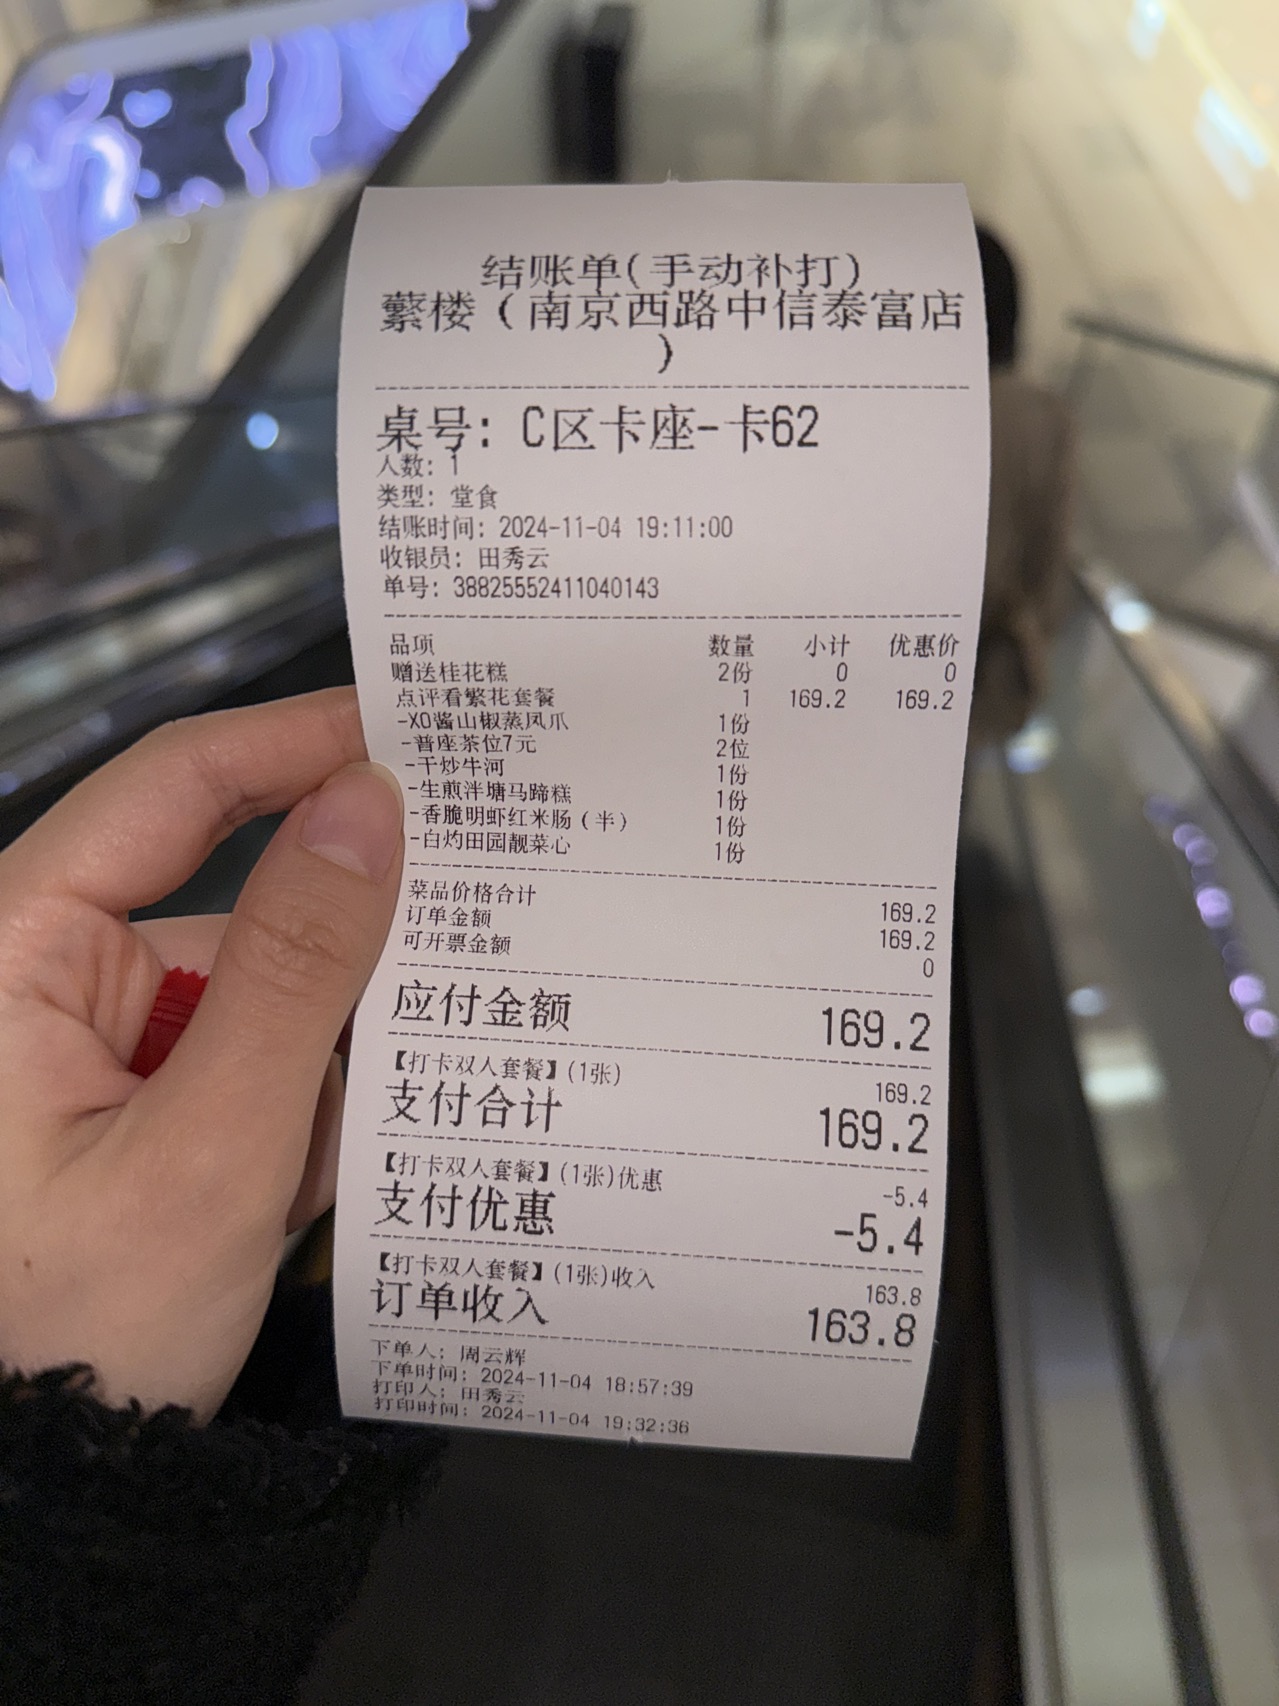 结账单(手动补打)
蘩楼（南京西路中信泰富店
）
桌号: C区卡座-卡62
人数: 1
类型: 堂食
结账时间: 2024-11-04 19:11:00
收银员: 田秀云
单号: 38825552411040143
品项 数量 小计 优惠价
赠送桂花糕 2份 0 0
点评看繁花套餐 1 169.2 169.2
-XO酱山椒蒸凤爪 1份
-普座茶位7元 2位
-干炒牛河 1份
-生煎泮塘马蹄糕 1份
-香脆明虾红米肠（半） 1份
-白灼田园靓菜心 1份
菜品价格合计 169.2
订单金额 169.2
可开票金额 0
应付金额 169.2
【打卡双人套餐】(1张) 169.2
支付合计 169.2
【打卡双人套餐】(1张)优惠 -5.4
支付优惠 -5.4
【打卡双人套餐】(1张)收入 163.8
订单收入 163.8
下单人: 周云辉
下单时间: 2024-11-04 18:57:39
打印人: 田秀云
打印时间: 2024-11-04 19:32:36